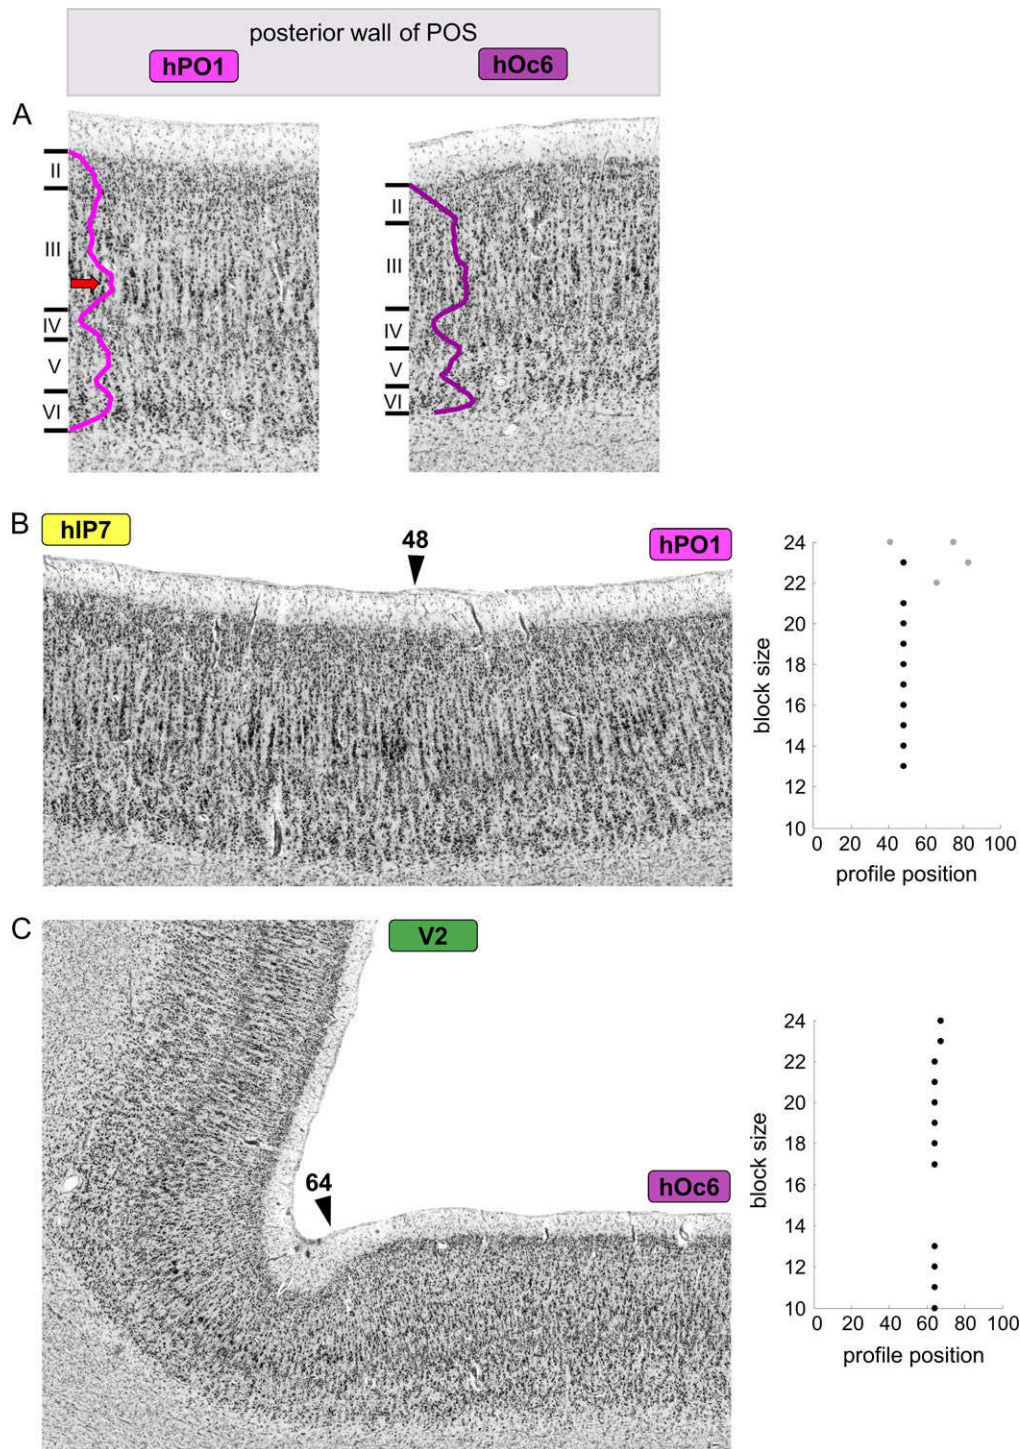 posterior wall of POS
hPO1
hOc6
A
II
III
IV
V
VI
II
III
IV
V
VI
B
hIP7
48
hPO1
24
22
20
18
16
14
12
10
block size
0 20 40 60 80 100
profile position
C
V2
64
hOc6
24
22
20
18
16
14
12
10
block size
0 20 40 60 80 100
profile position